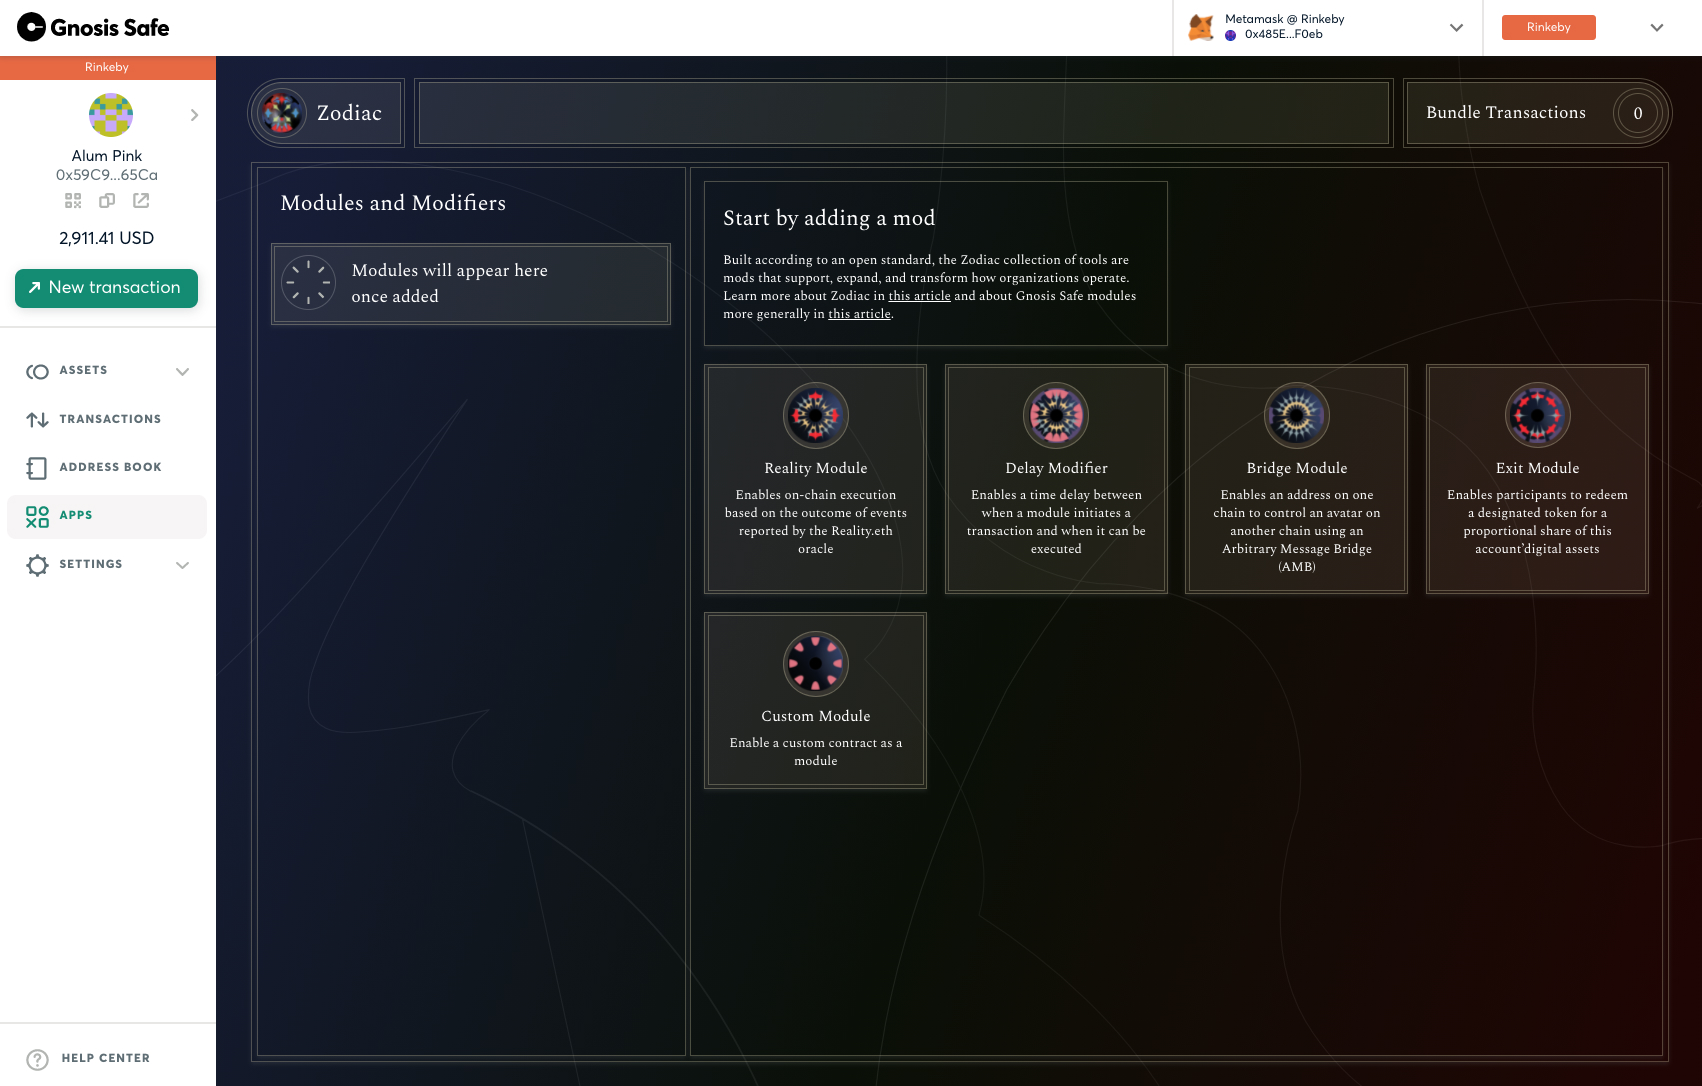 Gnosis Safe
Metamask @ Rinkeby
0x485E...F0eb
Rinkeby
Rinkeby
Alum Pink
0x59C9...65Ca
2,911.41 USD
New transaction
ASSETS
TRANSACTIONS
ADDRESS BOOK
APPS
SETTINGS
HELP CENTER
Zodiac
Bundle Transactions
0
Modules and Modifiers
Modules will appear here
once added
Start by adding a mod
Built according to an open standard, the Zodiac collection of tools are
mods that support, expand, and transform how organizations operate.
Learn more about Zodiac in this article and about Gnosis Safe modules
more generally in this article.
Reality Module
Enables on-chain execution
based on the outcome of events
reported by the Reality.eth
oracle
Delay Modifier
Enables a time delay between
when a module initiates a
transaction and when it can be
executed
Bridge Module
Enables an address on one
chain to control an avatar on
another chain using an
Arbitrary Message Bridge
(AMB)
Exit Module
Enables participants to redeem
a designated token for a
proportional share of this
account’digital assets
Custom Module
Enable a custom contract as a
module